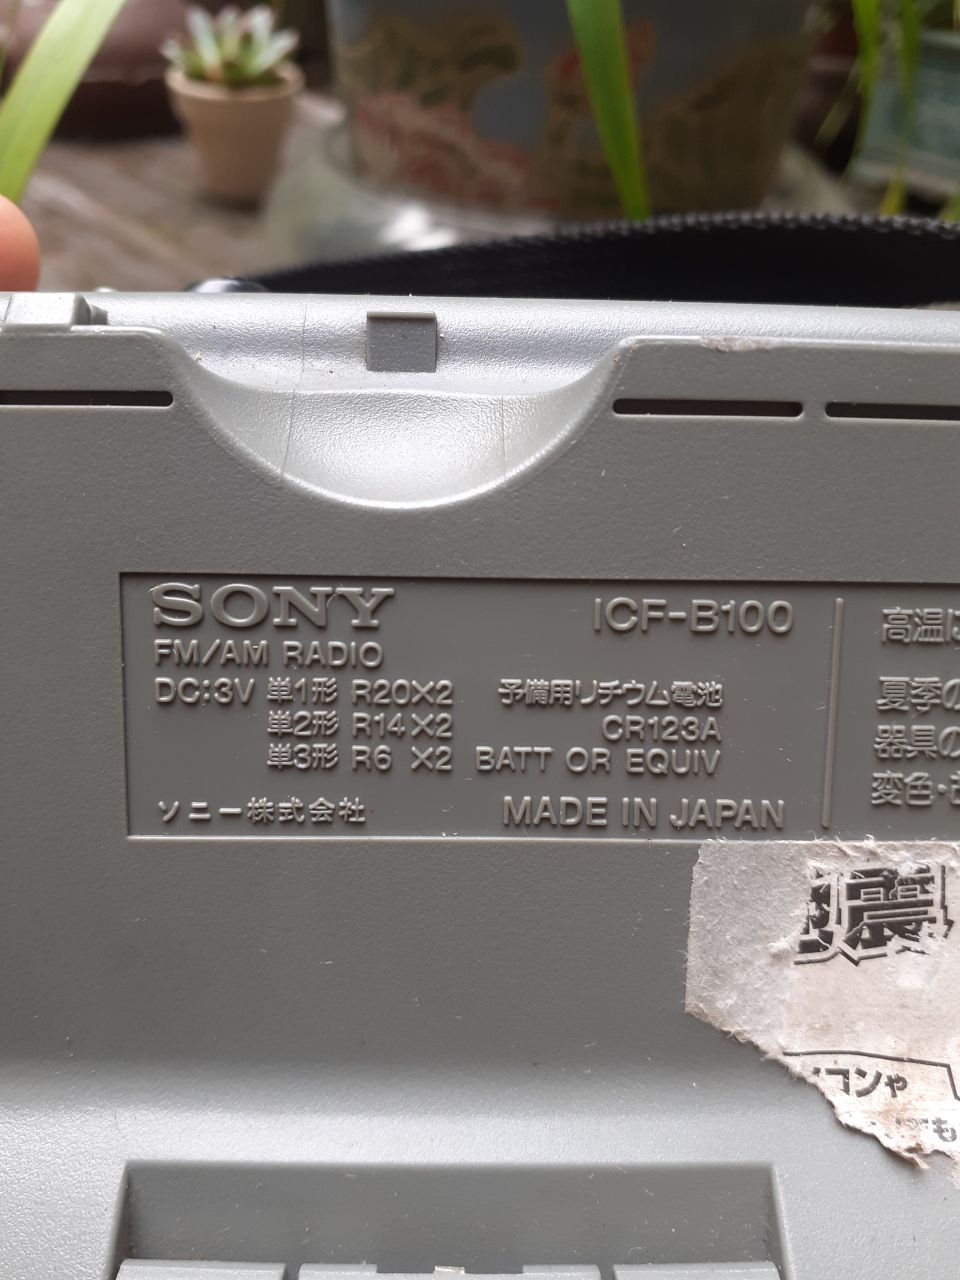 SONY
ICF-B100
FM/AM RADIO
DC:3V 単1形 R20×2
単2形 R14×2
単3形 R6 ×2
予備用リチウム電池
CR123A
BATT OR EQUIV
ソニー株式会社
MADE IN JAPAN
高温に
夏季の
器具の
変色・
震
コンや
も